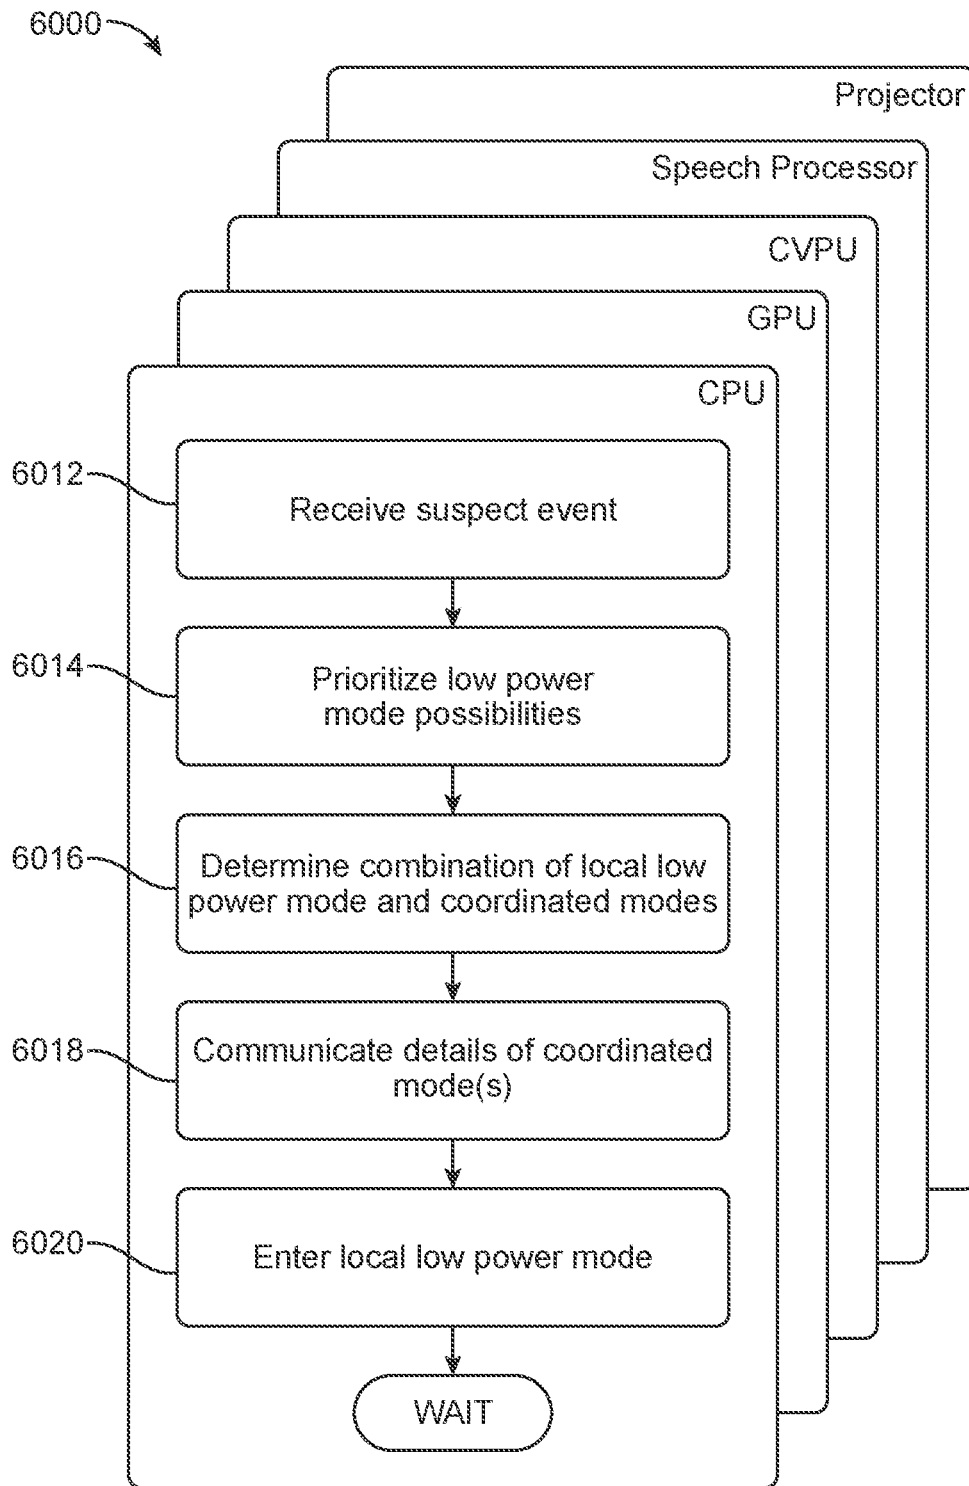 6000
Projector
Speech Processor
CVPU
GPU
CPU
6012
Receive suspect event
6014
Prioritize low power
mode possibilities
6016
Determine combination of local low
power mode and coordinated modes
6018
Communicate details of coordinated
mode(s)
6020
Enter local low power mode
WAIT